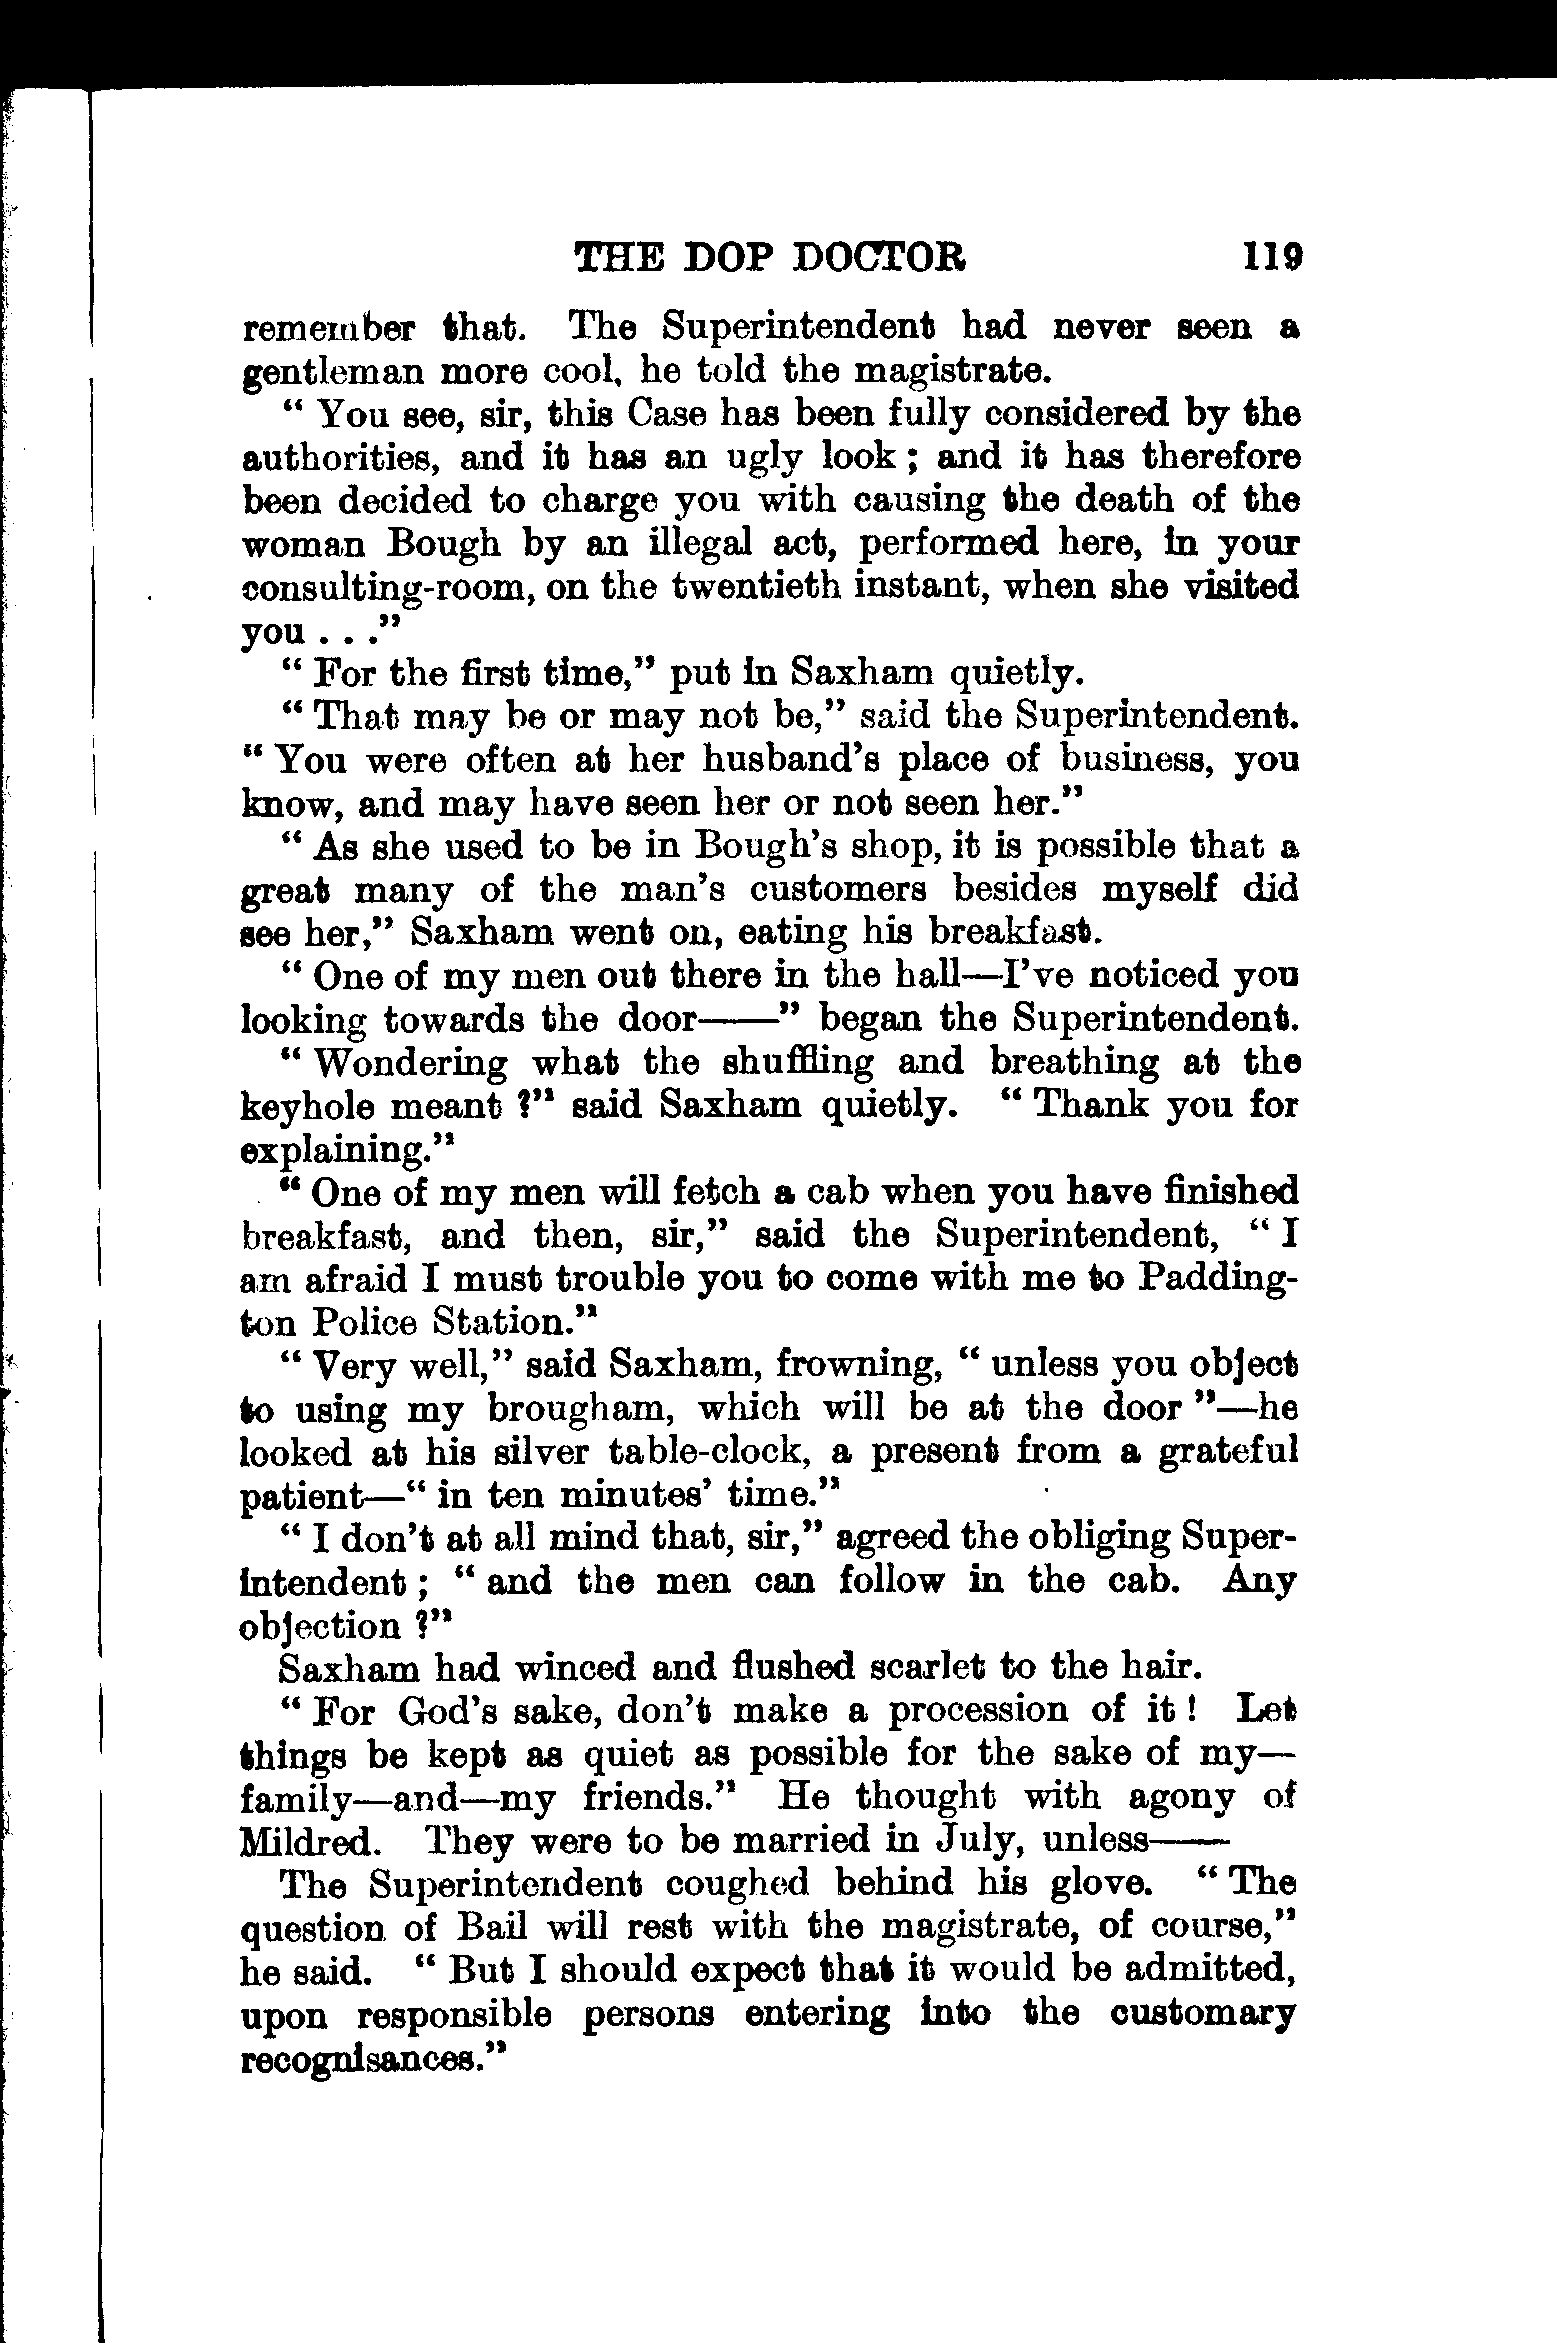 THE DOP DOCTOR 119
remember that. The Superintendent had never seen a
gentleman more cool, he told the magistrate.
“ You see, sir, this Case has been fully considered by the
authorities, and it has an ugly look ; and it has therefore
been decided to charge you with causing the death of the
woman Bough by an illegal act, performed here, in your
consulting-room, on the twentieth instant, when she visited
you . . .”
“ For the first time,” put in Saxham quietly.
“ That may be or may not be,” said the Superintendent.
“ You were often at her husband’s place of business, you
know, and may have seen her or not seen her.”
“ As she used to be in Bough’s shop, it is possible that a
great many of the man’s customers besides myself did
see her,” Saxham went on, eating his breakfast.
“ One of my men out there in the hall—I’ve noticed you
looking towards the door——” began the Superintendent.
“ Wondering what the shuffling and breathing at the
keyhole meant ?” said Saxham quietly. “ Thank you for
explaining.”
“ One of my men will fetch a cab when you have finished
breakfast, and then, sir,” said the Superintendent, “ I
am afraid I must trouble you to come with me to Padding-
ton Police Station.”
“ Very well,” said Saxham, frowning, “ unless you object
to using my brougham, which will be at the door ”—he
looked at his silver table-clock, a present from a grateful
patient—“ in ten minutes’ time.”
“ I don’t at all mind that, sir,” agreed the obliging Super-
intendent ; “ and the men can follow in the cab. Any
objection ?”
Saxham had winced and flushed scarlet to the hair.
“ For God’s sake, don’t make a procession of it ! Let
things be kept as quiet as possible for the sake of my—
family—and—my friends.” He thought with agony of
Mildred. They were to be married in July, unless——
The Superintendent coughed behind his glove. “ The
question of Bail will rest with the magistrate, of course,”
he said. “ But I should expect that it would be admitted,
upon responsible persons entering into the customary
recognisances.”